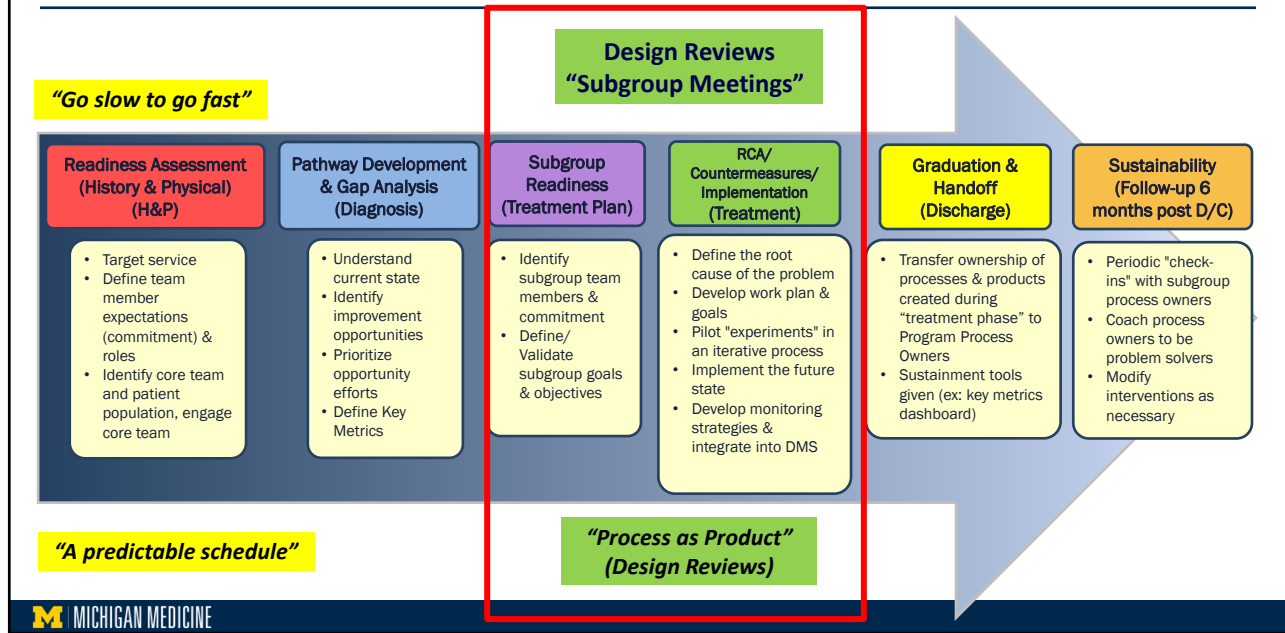 Design Reviews
“Subgroup Meetings”
“Go slow to go fast”
Readiness Assessment
(History & Physical)
(H&P)
• Target service
• Define team
member
expectations
(commitment) &
roles
• Identify core team
and patient
population, engage
core team
Pathway Development
& Gap Analysis
(Diagnosis)
• Understand
current state
• Identify
improvement
opportunities
• Prioritize
opportunity
efforts
• Define Key
Metrics
Subgroup
Readiness
(Treatment Plan)
• Identify
subgroup team
members &
commitment
• Define/
Validate
subgroup goals
& objectives
RCA/
Countermeasures/
Implementation
(Treatment)
• Define the root
cause of the problem
• Develop work plan &
goals
• Pilot "experiments" in
an iterative process
• Implement the future
state
• Develop monitoring
strategies &
integrate into DMS
Graduation &
Handoff
(Discharge)
• Transfer ownership of
processes & products
created during
“treatment phase” to
Program Process
Owners
• Sustainment tools
given (ex: key metrics
dashboard)
Sustainability
(Follow-up 6
months post D/C)
• Periodic "check-
ins" with subgroup
process owners
• Coach process
owners to be
problem solvers
• Modify
interventions as
necessary
“A predictable schedule”
“Process as Product”
(Design Reviews)
M MICHIGAN MEDICINE